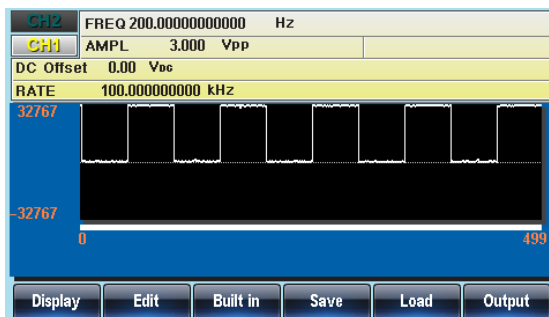 CH2 FREQ 200.00000000000 Hz
CH1 AMPL 3.000 Vpp
DC Offset 0.00 VDC
RATE 100.000000000 kHz
32767
-32767
0 499
Display Edit Built in Save Load Output